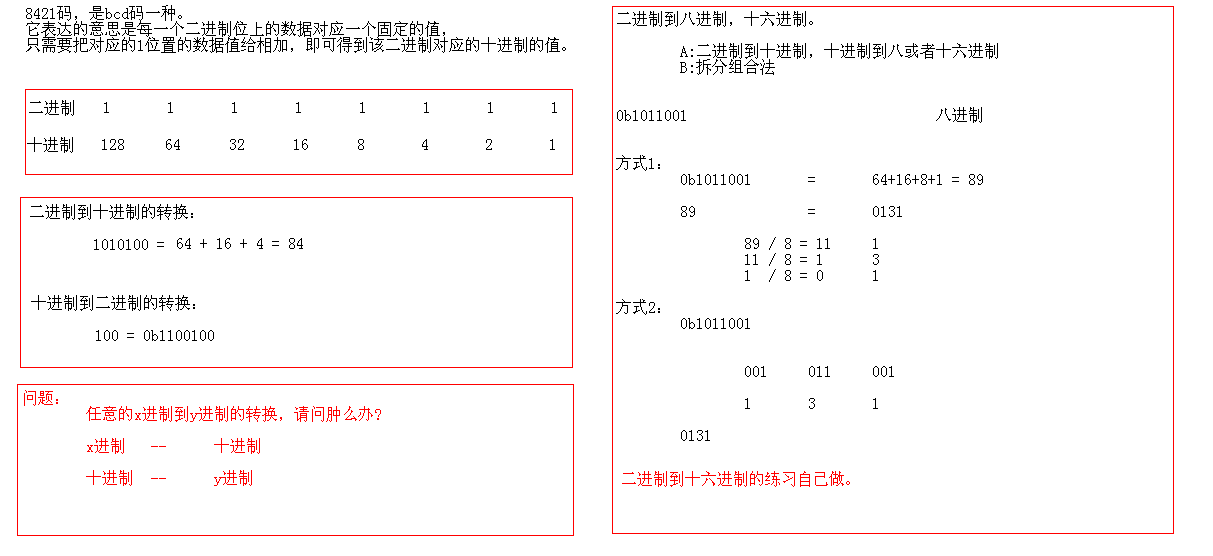 8421码，是bcd码一种。
它表达的意思是每一个二进制位上的数据对应一个固定的值，
只需要把对应的1位置的数据值给相加，即可得到该二进制对应的十进制的值。
二进制 1 1 1 1 1 1 1 1
十进制 128 64 32 16 8 4 2 1
二进制到十进制的转换：
1010100 = 64 + 16 + 4 = 84
十进制到二进制的转换：
100 = 0b1100100
问题：
任意的x进制到y进制的转换，请问肿么办?
x进制 -- 十进制
十进制 -- y进制
二进制到八进制，十六进制。
A:二进制到十进制，十进制到八或者十六进制
B:拆分组合法
0b1011001 八进制
方式1：
0b1011001 = 64+16+8+1 = 89
89 = 0131
89 / 8 = 11 1
11 / 8 = 1 3
1 / 8 = 0 1
方式2：
0b1011001
001 011 001
1 3 1
0131
二进制到十六进制的练习自己做。